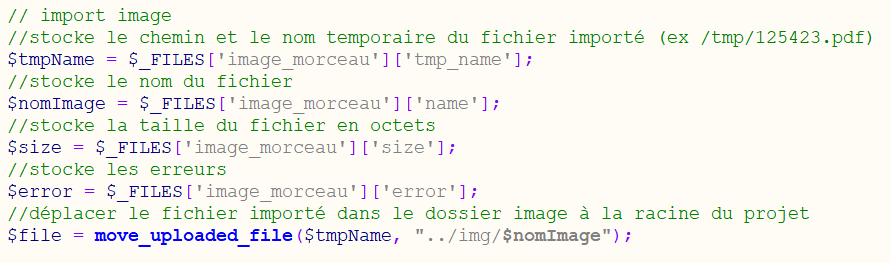 // import image
//stocke le chemin et le nom temporaire du fichier importé (ex /tmp/125423.pdf)
$tmpName = $_FILES['image_morceau']['tmp_name'];
//stocke le nom du fichier
$nomImage = $_FILES['image_morceau']['name'];
//stocke la taille du fichier en octets
$size = $_FILES['image_morceau']['size'];
//stocke les erreurs
$error = $_FILES['image_morceau']['error'];
//déplacer le fichier importé dans le dossier image à la racine du projet
$file = move_uploaded_file($tmpName, "../img/$nomImage");